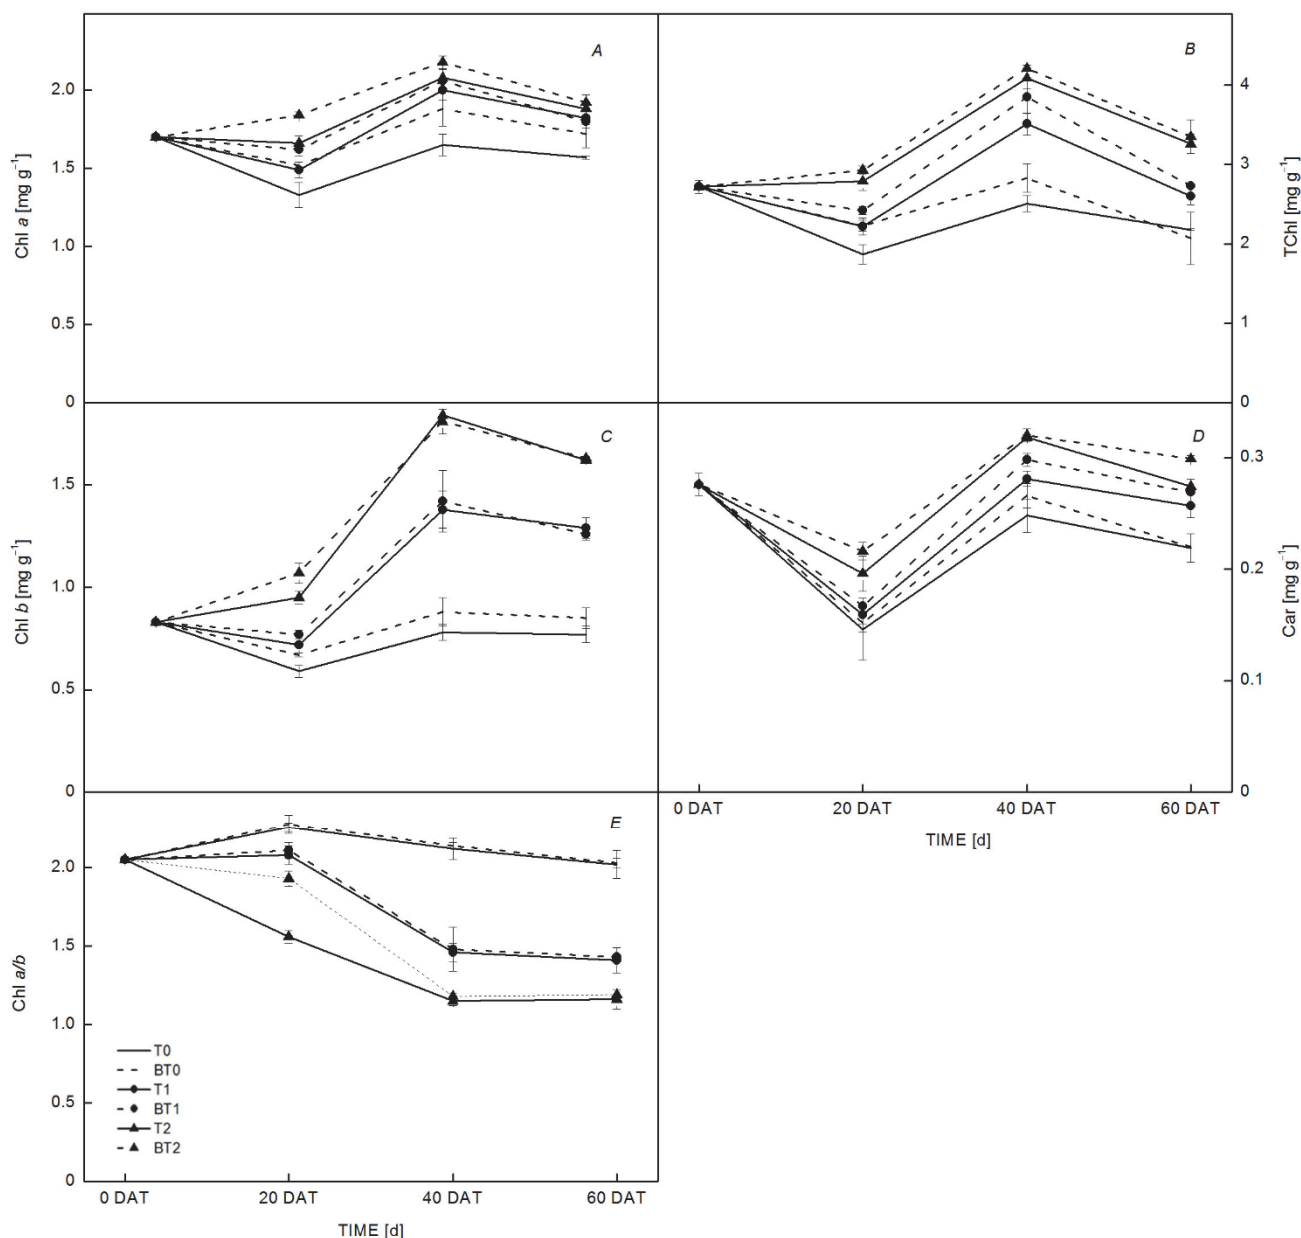 A
2.0
1.5
1.0
0.5
0
Chl a [mg g⁻¹]
B
4
3
2
1
0
TChl [mg g⁻¹]
C
1.5
1.0
0.5
0
Chl b [mg g⁻¹]
D
0.3
0.2
0.1
0
Car [mg g⁻¹]
0 DAT 20 DAT 40 DAT 60 DAT
TIME [d]
E
2.0
1.5
1.0
0.5
0
Chl a/b
T0
BT0
T1
BT1
T2
BT2
0 DAT 20 DAT 40 DAT 60 DAT
TIME [d]